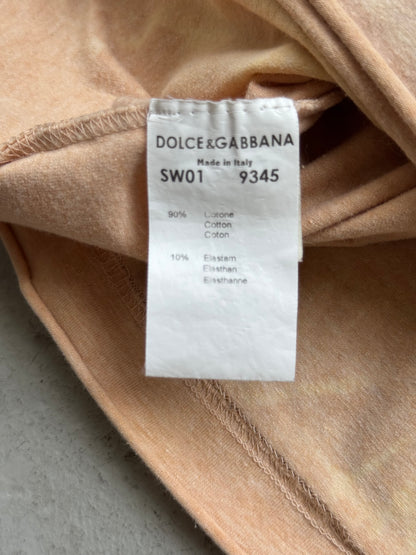 DOLCE&GABBANA
Made in Italy
SW01 9345
90% Cotone
Cotton
Coton
10% Elastam
Elasthan
Elasthanne